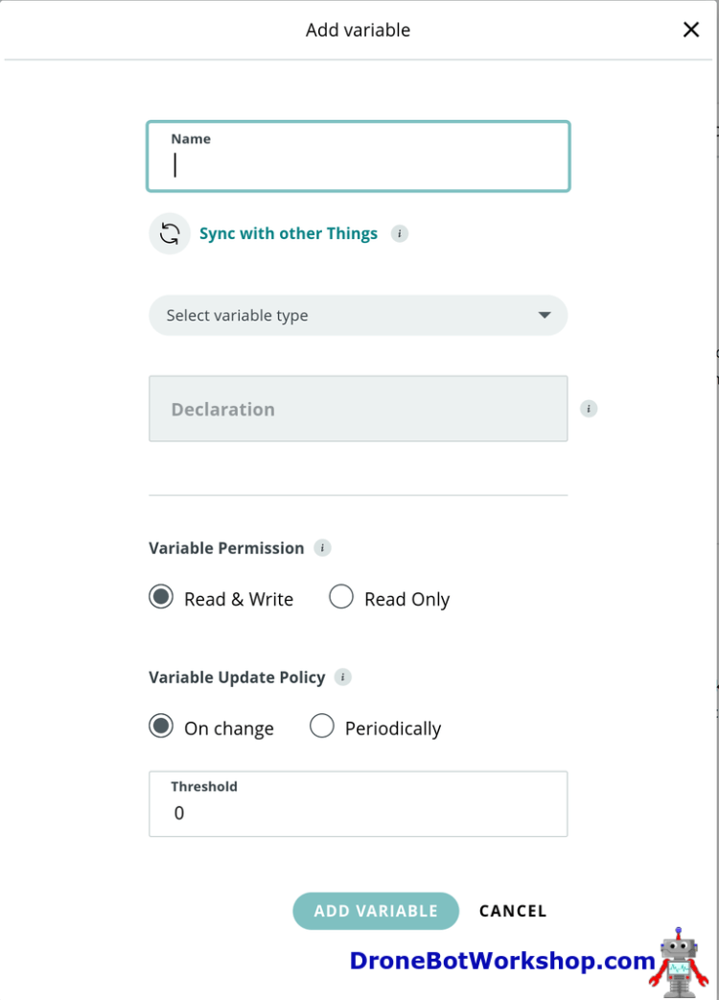 Add variable
Name
Sync with other Things i
Select variable type
Declaration i
Variable Permission i
Read & Write Read Only
Variable Update Policy i
On change Periodically
Threshold
0
ADD VARIABLE CANCEL
DroneBotWorkshop.com